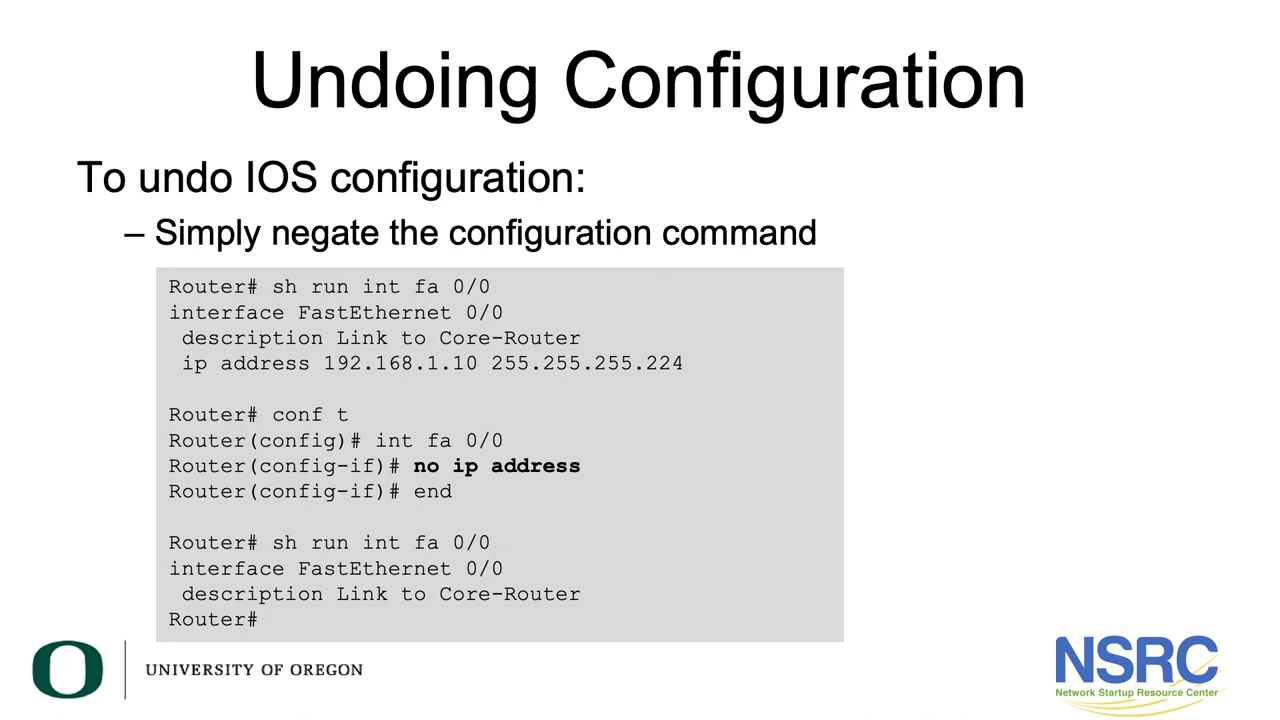 Undoing Configuration
To undo IOS configuration:
– Simply negate the configuration command
Router# sh run int fa 0/0
interface FastEthernet 0/0
 description Link to Core-Router
 ip address 192.168.1.10 255.255.255.224

Router# conf t
Router(config)# int fa 0/0
Router(config-if)# no ip address
Router(config-if)# end

Router# sh run int fa 0/0
interface FastEthernet 0/0
 description Link to Core-Router
Router#
O
UNIVERSITY OF OREGON
NSRC
Network Startup Resource Center